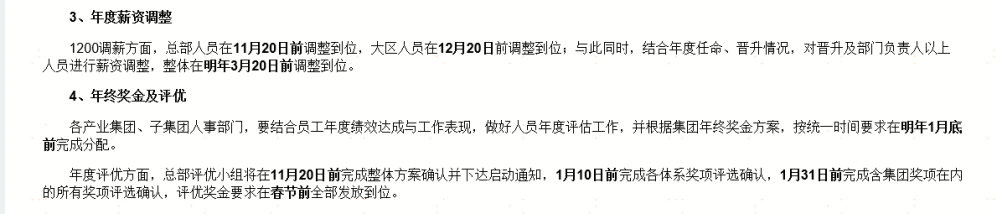 3、年度薪资调整
1200调薪方面，总部人员在11月20日前调整到位，大区人员在12月20日前调整到位；与此同时，结合年度任命、晋升情况，对晋升及部门负责人以上
人员进行薪资调整，整体在明年3月20日前调整到位。
4、年终奖金及评优
各产业集团、子集团人事部门，要结合员工年度绩效达成与工作表现，做好人员年度评估工作，并根据集团年终奖金方案，按统一时间要求在明年1月底
前完成分配。
年度评优方面，总部评优小组将在11月20日前完成整体方案确认并下达启动通知，1月10日前完成各体系奖项评选确认，1月31日前完成含集团奖项在内
的所有奖项评选确认，评优奖金要求在春节前全部发放到位。